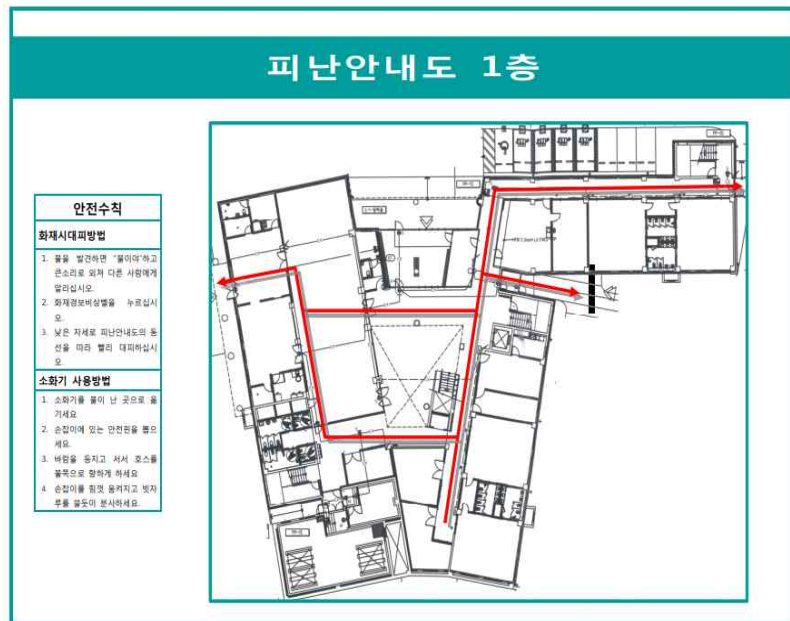 피난안내도 1층
안전수칙
화재시대피방법
1. 불을 발견하면 "불이야"하고
큰소리로 외쳐 다른 사람에게
알리십시오.
2. 화재경보비상벨을 누르십시
오.
3. 낮은 자세로 피난안내도의 동
선을 따라 빨리 대피하십시
오
소화기 사용방법
1. 소화기를 불이 난 곳으로 옮
기세요
2. 손잡이에 있는 안전핀을 뽑으
세요.
3. 바람을 등지고 서서 호스를
불쪽으로 향하게 하세요
4. 손잡이를 힘껏 움켜지고 빗자
루를 쓸듯이 분사하세요.